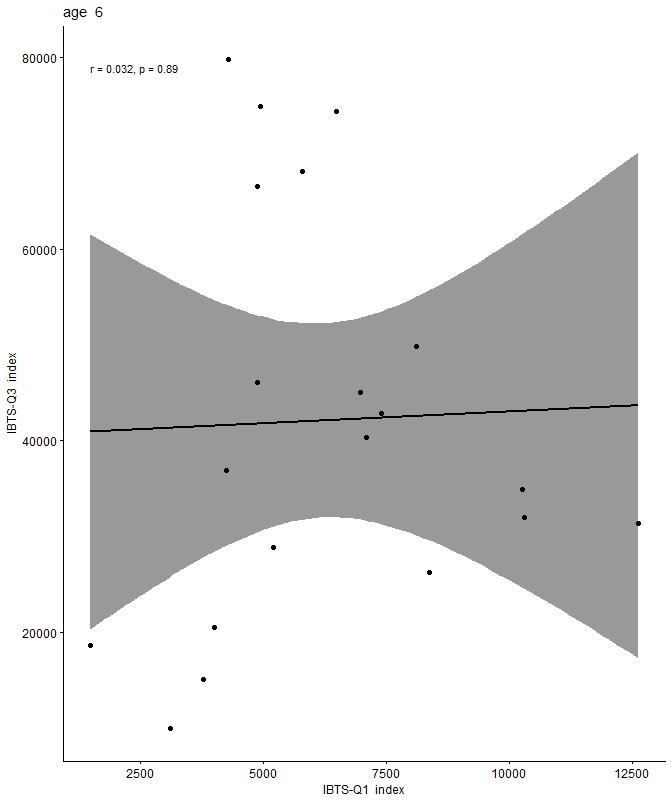 age 6
r = 0.032, p = 0.89
80000
60000
40000
20000
IBTS-Q3 index
2500 5000 7500 10000 12500
IBTS-Q1 index